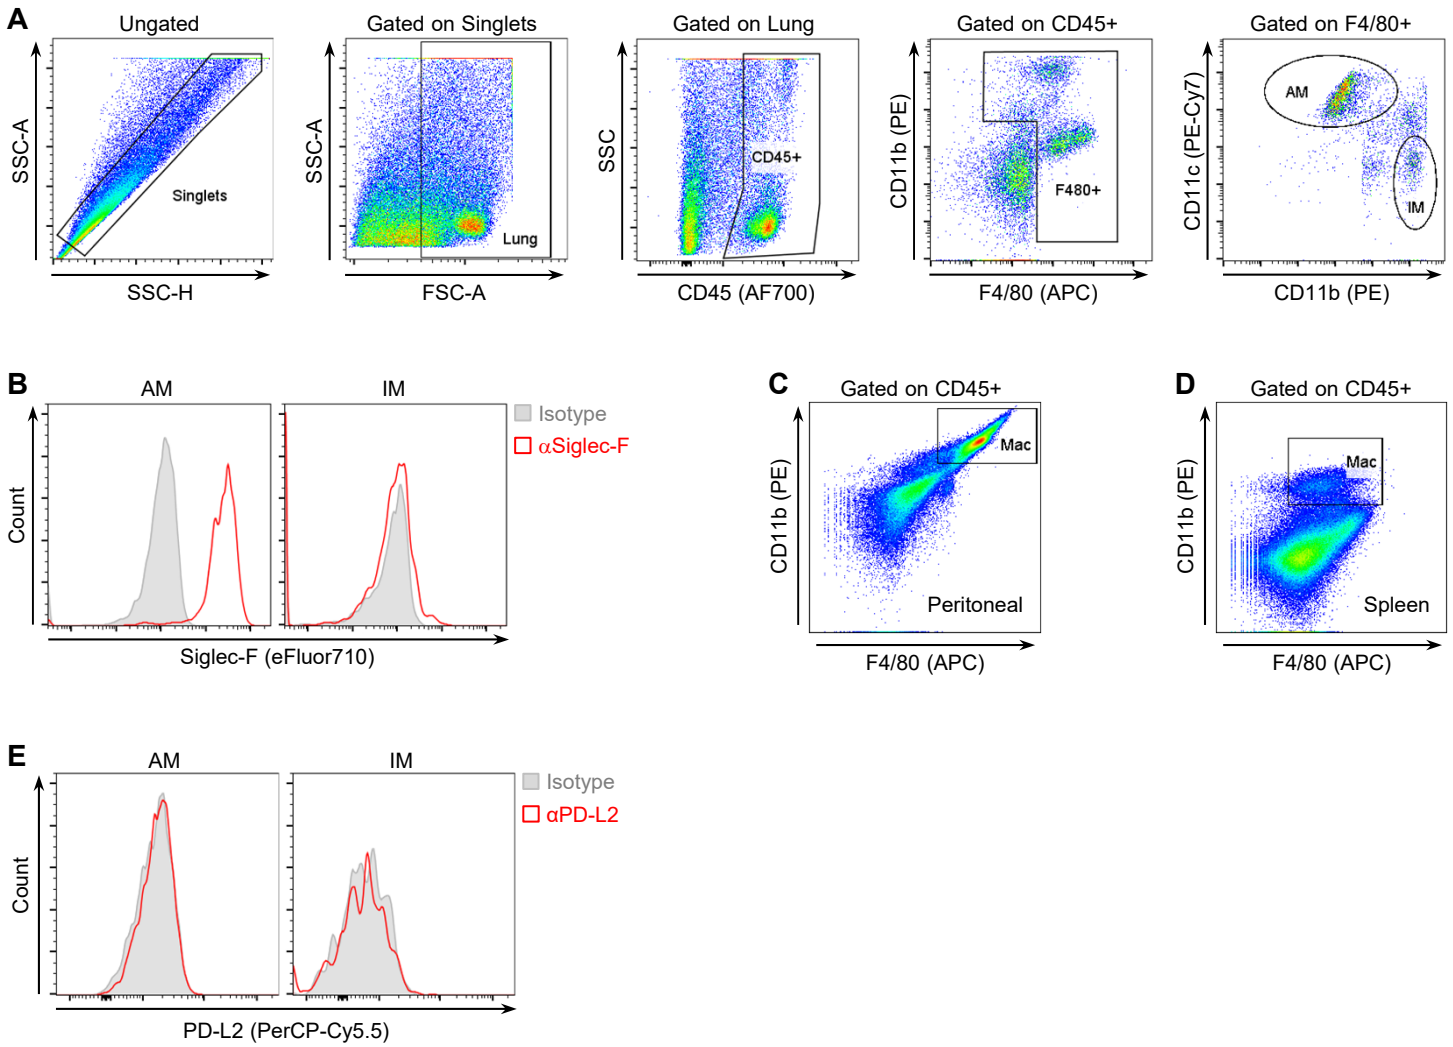 A
Ungated
Gated on Singlets
Gated on Lung
Gated on CD45+
Gated on F4/80+
SSC-A
Singlets
SSC-H
SSC-A
Lung
FSC-A
SSC
CD45+
CD45 (AF700)
CD11b (PE)
F480+
F4/80 (APC)
CD11c (PE-Cy7)
AM
IM
CD11b (PE)
B
AM
IM
Isotype
αSiglec-F
Count
Siglec-F (eFluor710)
C
Gated on CD45+
CD11b (PE)
Mac
Peritoneal
F4/80 (APC)
D
Gated on CD45+
CD11b (PE)
Mac
Spleen
F4/80 (APC)
E
AM
IM
Isotype
αPD-L2
Count
PD-L2 (PerCP-Cy5.5)